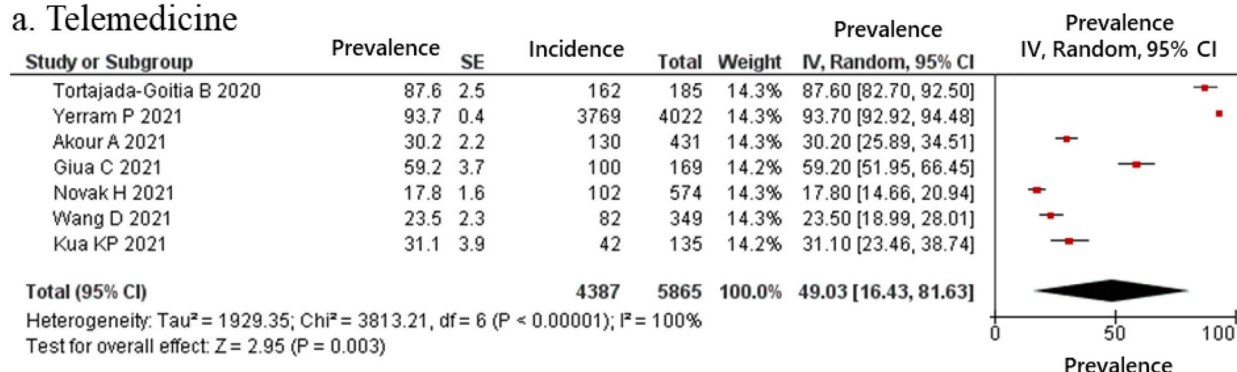 a. Telemedicine
Prevalence Incidence Prevalence Prevalence
Study or Subgroup SE Total Weight IV, Random, 95% CI IV, Random, 95% CI
Tortajada-Goitia B 2020 87.6 2.5 162 185 14.3% 87.60 [82.70, 92.50]
Yerram P 2021 93.7 0.4 3769 4022 14.3% 93.70 [92.92, 94.48]
Akour A 2021 30.2 2.2 130 431 14.3% 30.20 [25.89, 34.51]
Giua C 2021 59.2 3.7 100 169 14.2% 59.20 [51.95, 66.45]
Novak H 2021 17.8 1.6 102 574 14.3% 17.80 [14.66, 20.94]
Wang D 2021 23.5 2.3 82 349 14.3% 23.50 [18.99, 28.01]
Kua KP 2021 31.1 3.9 42 135 14.2% 31.10 [23.46, 38.74]
Total (95% CI) 4387 5865 100.0% 49.03 [16.43, 81.63]
Heterogeneity: Tau² = 1929.35; Chi² = 3813.21, df = 6 (P < 0.00001); I² = 100%
Test for overall effect: Z = 2.95 (P = 0.003)
0 50 100
Prevalence